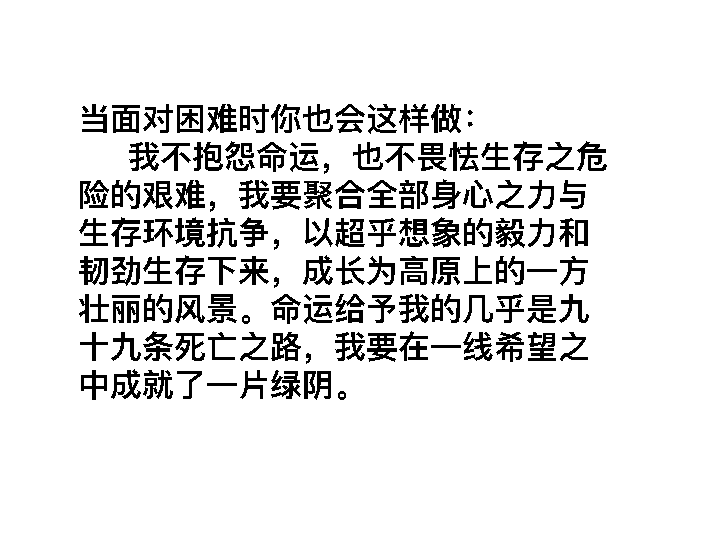 当面对困难时你也会这样做：
我不抱怨命运，也不畏怯生存之危
险的艰难，我要聚合全部身心之力与
生存环境抗争，以超乎想象的毅力和
韧劲生存下来，成长为高原上的一方
壮丽的风景。命运给予我的几乎是九
十九条死亡之路，我要在一线希望之
中成就了一片绿阴。